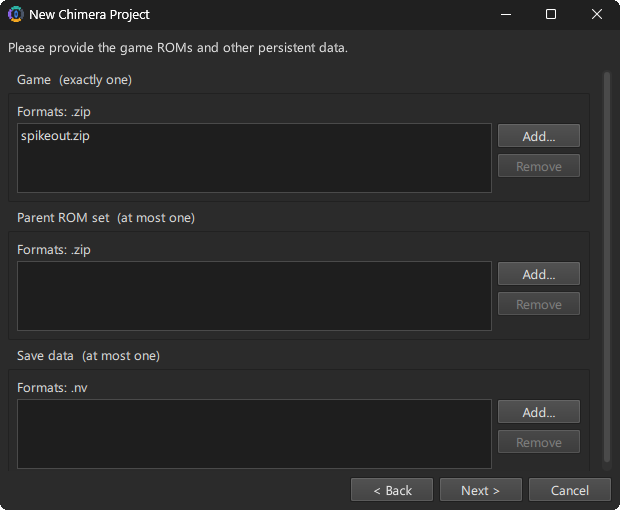 New Chimera Project
Please provide the game ROMs and other persistent data.
Game (exactly one)
Formats: .zip
spikeout.zip
Add...
Remove
Parent ROM set (at most one)
Formats: .zip
Add...
Remove
Save data (at most one)
Formats: .nv
Add...
Remove
< Back
Next >
Cancel